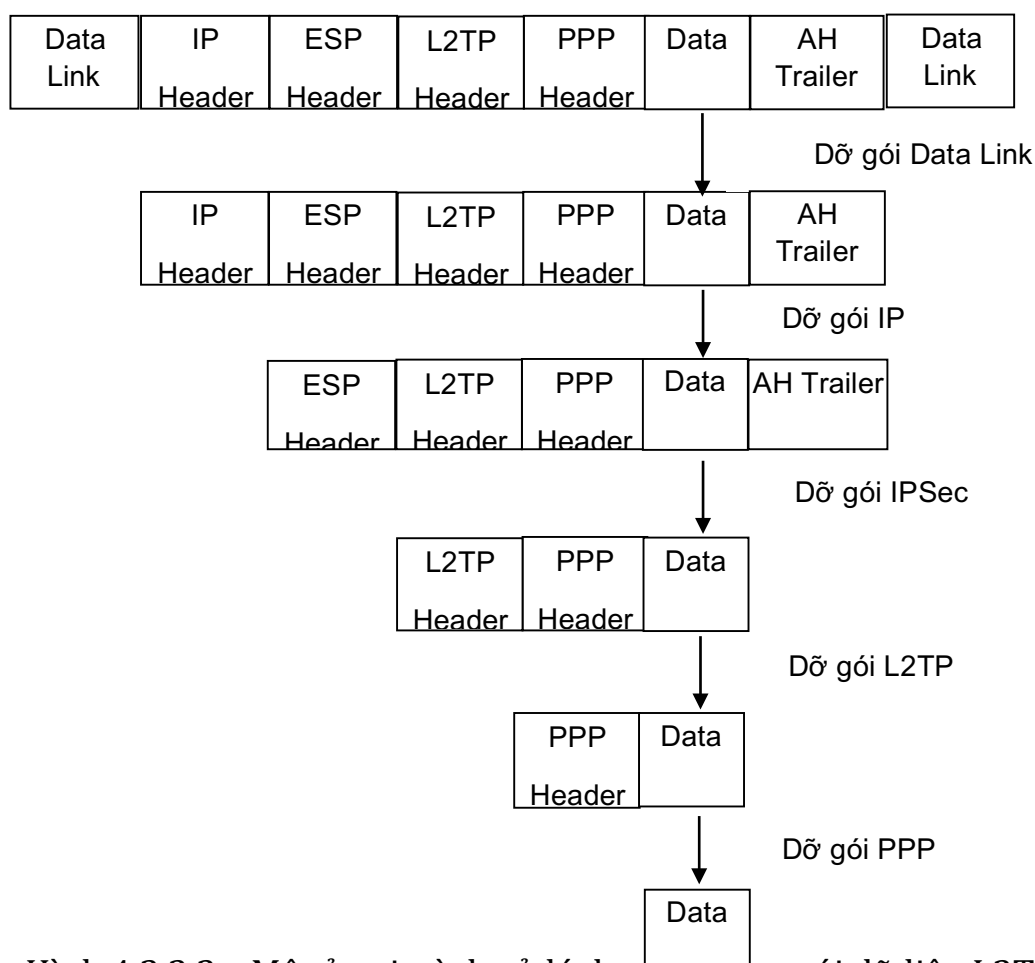 Data Link IP Header ESP Header L2TP Header PPP Header Data AH Trailer Data Link
Dỡ gói Data Link
IP Header ESP Header L2TP Header PPP Header Data AH Trailer
Dỡ gói IP
ESP Header L2TP Header PPP Header Data AH Trailer
Dỡ gói IPSec
L2TP Header PPP Header Data
Dỡ gói L2TP
PPP Header Data
Dỡ gói PPP
Data